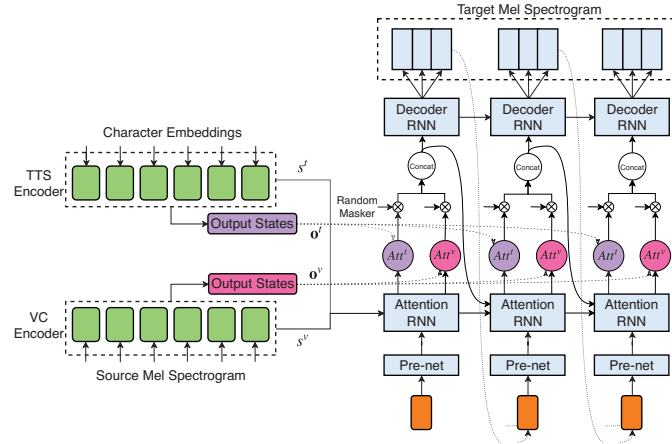 Target Mel Spectrogram
Decoder
RNN
Decoder
RNN
Decoder
RNN
Character Embeddings
TTS
Encoder
s^t
Concat
Concat
Concat
Random
Masker
Output States
o^t
Att^t
Att^v
Att^t
Att^v
Att^t
Att^v
Output States
o^v
VC
Encoder
s^v
Attention
RNN
Attention
RNN
Attention
RNN
Source Mel Spectrogram
Pre-net
Pre-net
Pre-net